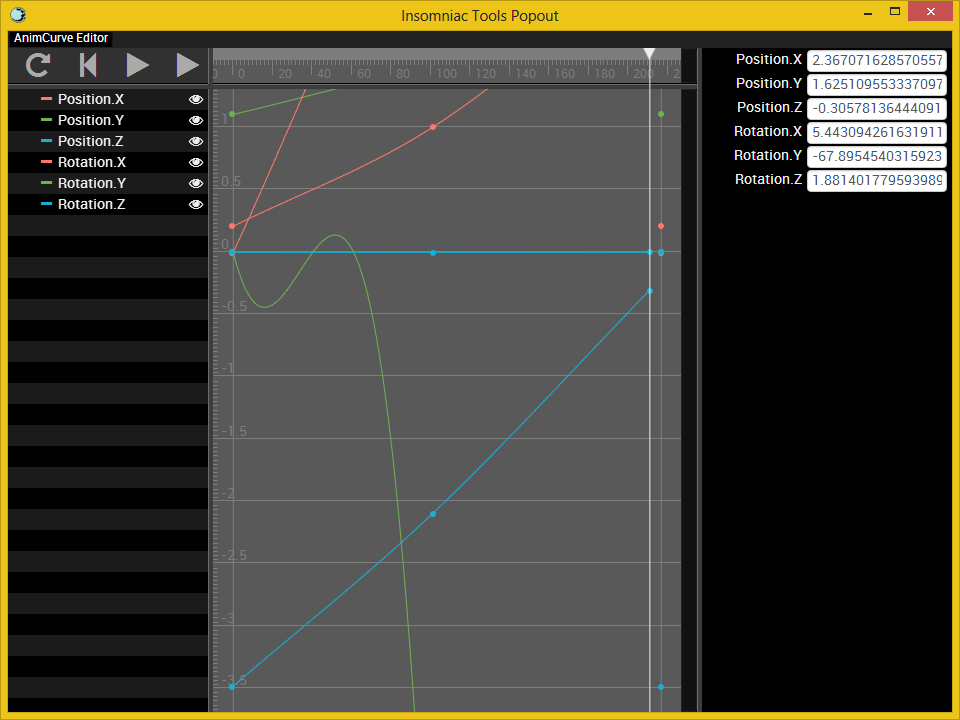 Insomniac Tools Popout
AnimCurve Editor
0 20 40 60 80 100 120 140 160 180 200
Position.X
Position.Y
Position.Z
Rotation.X
Rotation.Y
Rotation.Z
1
0.5
0
-0.5
-1
-1.5
-2
-2.5
-3
-3.5
Position.X 2.367071628570557
Position.Y 1.625109553337097
Position.Z -0.30578136444091
Rotation.X 5.443094261631911
Rotation.Y -67.8954540315923
Rotation.Z 1.881401779593989